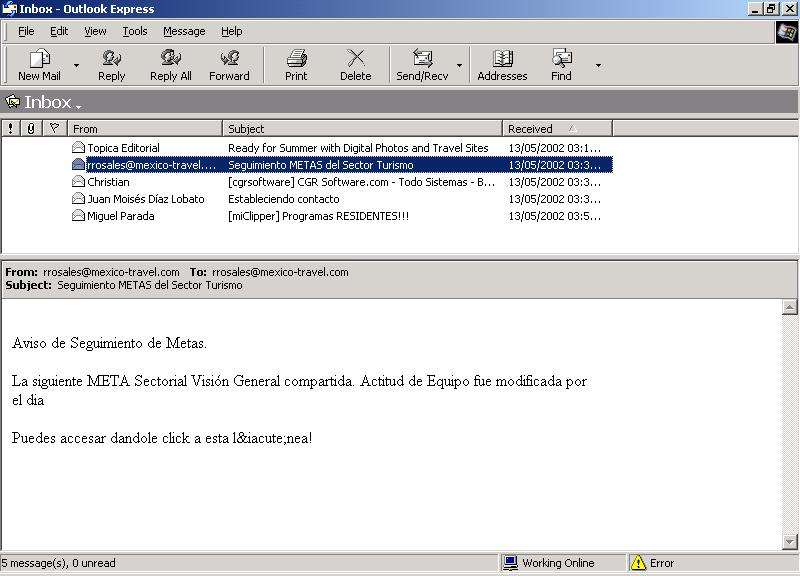 Inbox - Outlook Express
File Edit View Tools Message Help
New Mail Reply Reply All Forward Print Delete Send/Recv Addresses Find
Inbox
! From Subject Received
Topica Editorial Ready for Summer with Digital Photos and Travel Sites 13/05/2002 03:1...
rrosales@mexico-travel.... Seguimiento METAS del Sector Turismo 13/05/2002 03:3...
Christian [cgrsoftware] CGR Software.com - Todo Sistemas - B... 13/05/2002 03:3...
Juan Moisés Díaz Lobato Estableciendo contacto 13/05/2002 03:3...
Miguel Parada [miClipper] Programas RESIDENTES!!! 13/05/2002 03:5...
From: rrosales@mexico-travel.com To: rrosales@mexico-travel.com
Subject: Seguimiento METAS del Sector Turismo
Aviso de Seguimiento de Metas.
La siguiente META Sectorial Visión General compartida. Actitud de Equipo fue modificada por
el dia
Puedes accesar dandole click a esta l&iacute;nea!
5 message(s), 0 unread Working Online Error